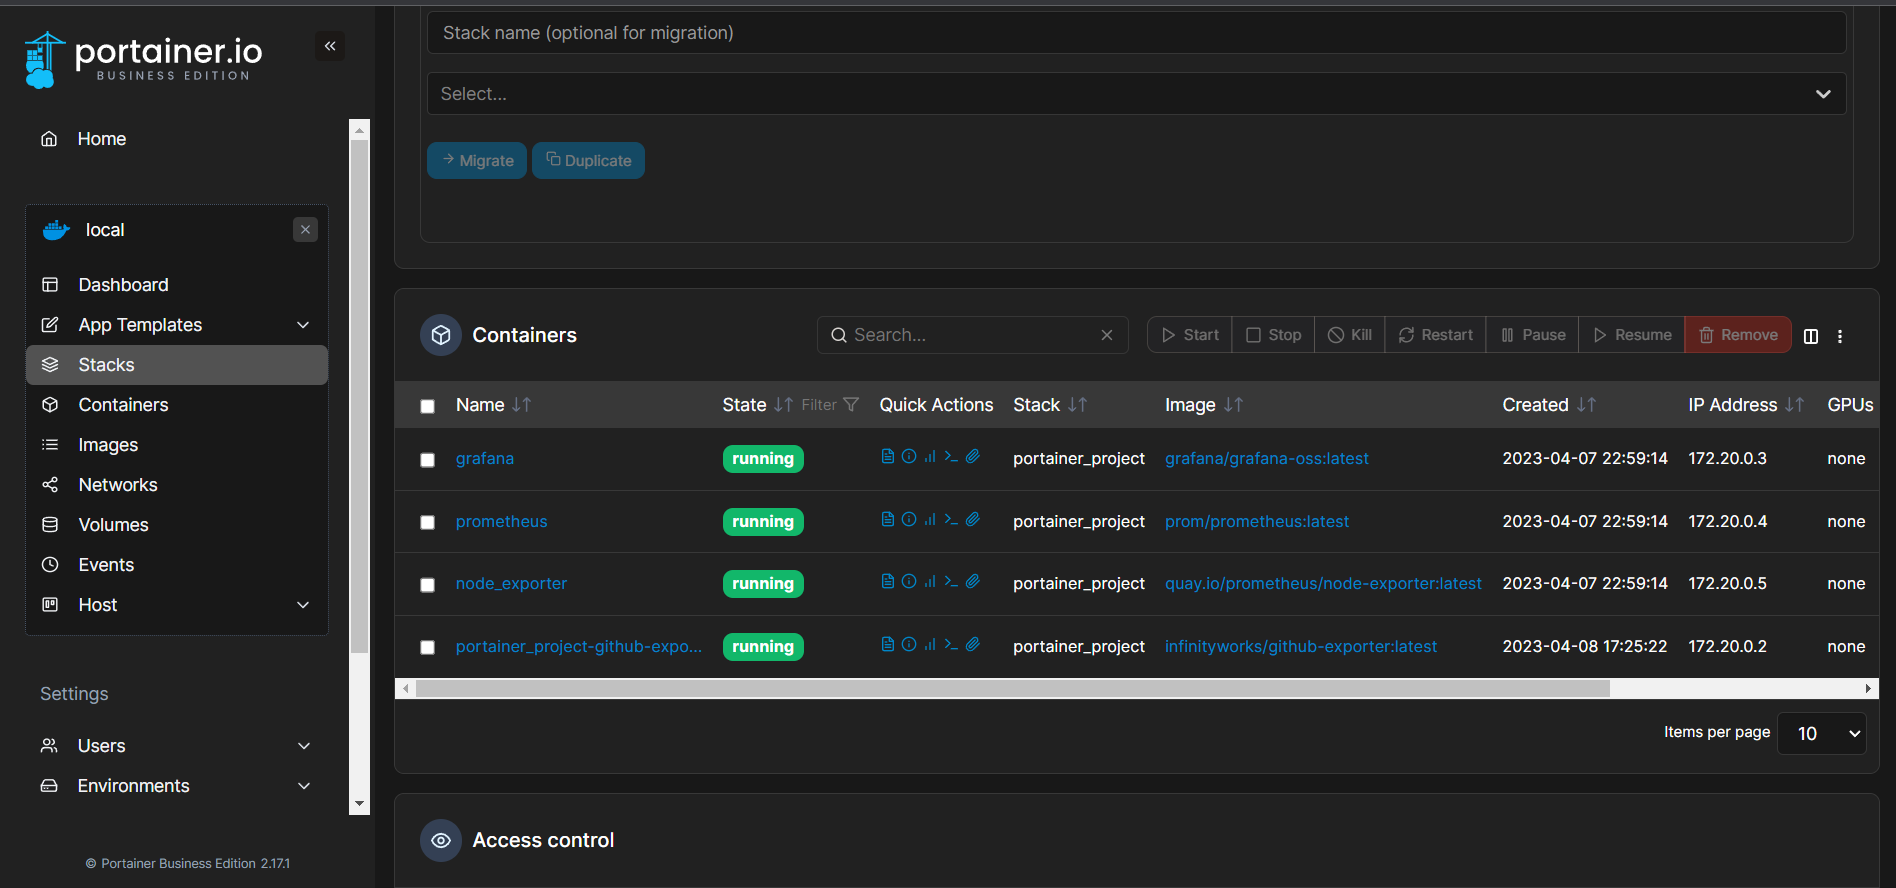 portainer.io
BUSINESS EDITION
Home
local
Dashboard
App Templates
Stacks
Containers
Images
Networks
Volumes
Events
Host
Settings
Users
Environments
© Portainer Business Edition 2.17.1
Stack name (optional for migration)
Select...
Migrate Duplicate
Containers Search... Start Stop Kill Restart Pause Resume Remove
Name State Filter Quick Actions Stack Image Created IP Address GPUs
grafana running portainer_project grafana/grafana-oss:latest 2023-04-07 22:59:14 172.20.0.3 none
prometheus running portainer_project prom/prometheus:latest 2023-04-07 22:59:14 172.20.0.4 none
node_exporter running portainer_project quay.io/prometheus/node-exporter:latest 2023-04-07 22:59:14 172.20.0.5 none
portainer_project-github-expo... running portainer_project infinityworks/github-exporter:latest 2023-04-08 17:25:22 172.20.0.2 none
Items per page 10
Access control